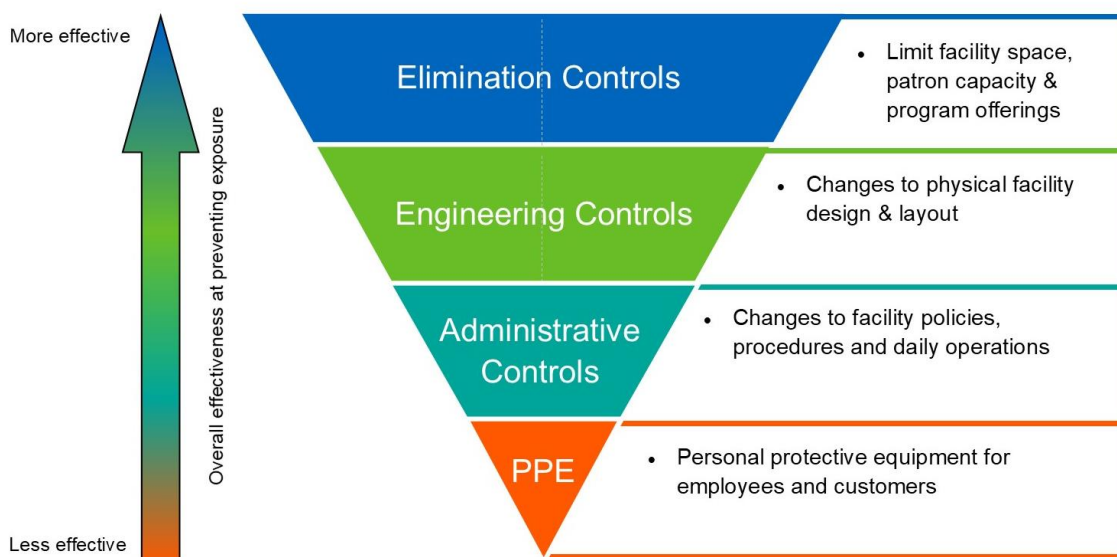 More effective
Overall effectiveness at preventing exposure
Less effective
Elimination Controls
• Limit facility space,
patron capacity &
program offerings
Engineering Controls
• Changes to physical facility
design & layout
Administrative
Controls
• Changes to facility policies,
procedures and daily operations
PPE
• Personal protective equipment for
employees and customers